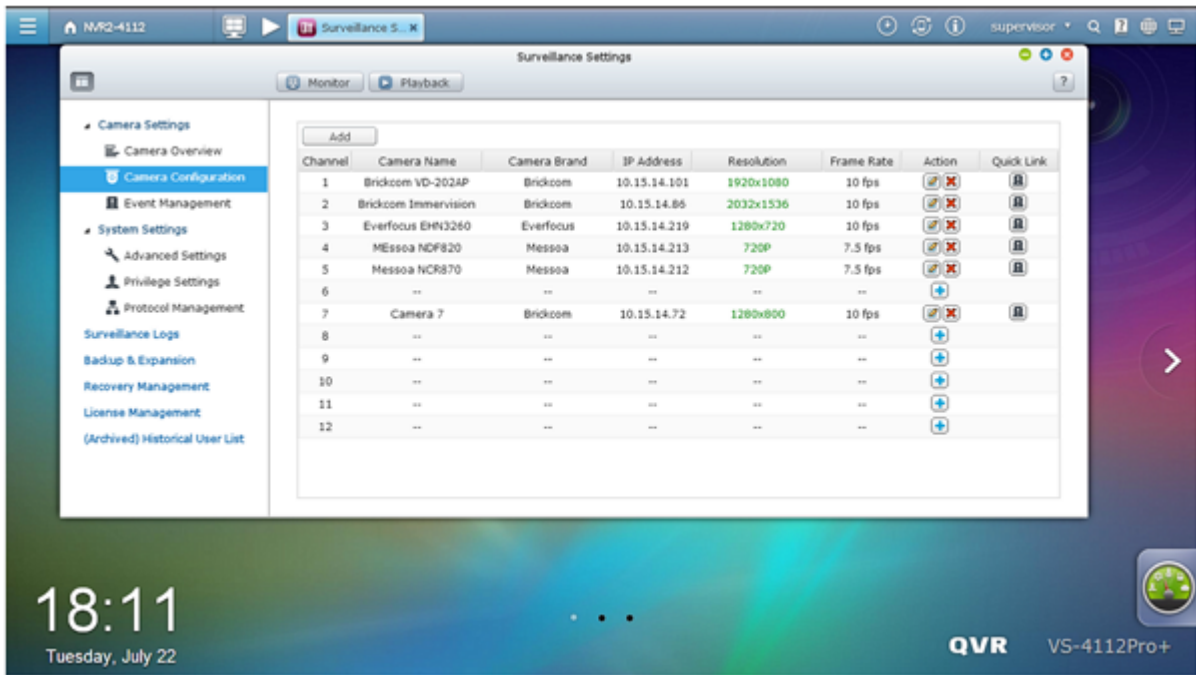 NVR2-4112 Surveillance S... supervisor
Surveillance Settings
Monitor Playback ?
Camera Settings
Camera Overview
Camera Configuration
Event Management
System Settings
Advanced Settings
Privilege Settings
Protocol Management
Surveillance Logs
Backup & Expansion
Recovery Management
License Management
(Archived) Historical User List
Add
Channel Camera Name Camera Brand IP Address Resolution Frame Rate Action Quick Link
1 Brickcom VD-202AP Brickcom 10.15.14.101 1920x1080 10 fps
2 Brickcom Immervision Brickcom 10.15.14.86 2032x1536 10 fps
3 Everfocus EHN3260 Everfocus 10.15.14.219 1280x720 10 fps
4 MEssoa NDF820 Messoa 10.15.14.213 720P 7.5 fps
5 Messoa NCR870 Messoa 10.15.14.212 720P 7.5 fps
6 -- -- -- -- --
7 Camera 7 Brickcom 10.15.14.72 1280x800 10 fps
8 -- -- -- -- --
9 -- -- -- -- --
10 -- -- -- -- --
11 -- -- -- -- --
12 -- -- -- -- --
18:11
Tuesday, July 22
QVR VS-4112Pro+